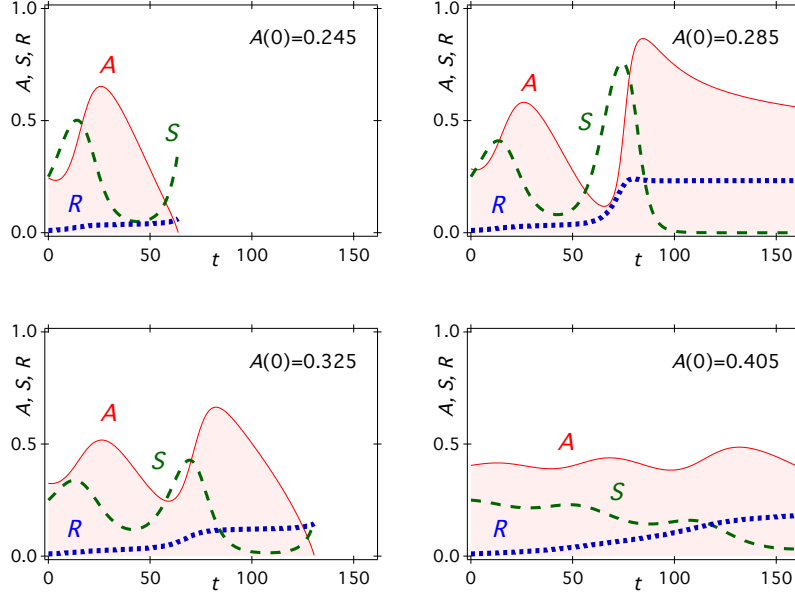 1.0
A(0)=0.245
A
A, S, R
0.5
S
R
0.0
0 50 100 150
t
1.0
A(0)=0.285
A
A, S, R
0.5
S
R
0.0
0 50 100 150
t
1.0
A(0)=0.325
A
A, S, R
0.5
S
R
0.0
0 50 100 150
t
1.0
A(0)=0.405
A
A, S, R
0.5
S
R
0.0
0 50 100 150
t